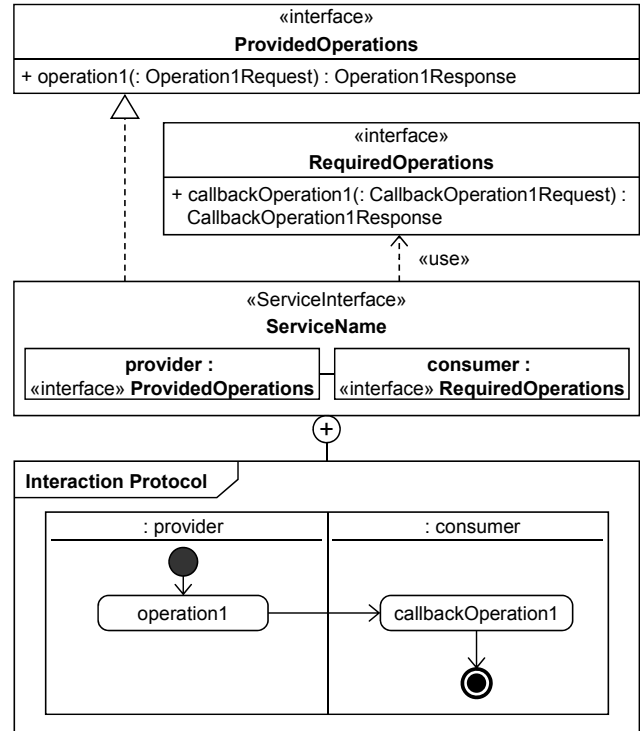 «interface»
ProvidedOperations
+ operation1(: Operation1Request) : Operation1Response
«interface»
RequiredOperations
+ callbackOperation1(: CallbackOperation1Request) :
CallbackOperation1Response
«use»
«ServiceInterface»
ServiceName
provider :
«interface» ProvidedOperations
consumer :
«interface» RequiredOperations
+
Interaction Protocol
: provider
: consumer
operation1
callbackOperation1